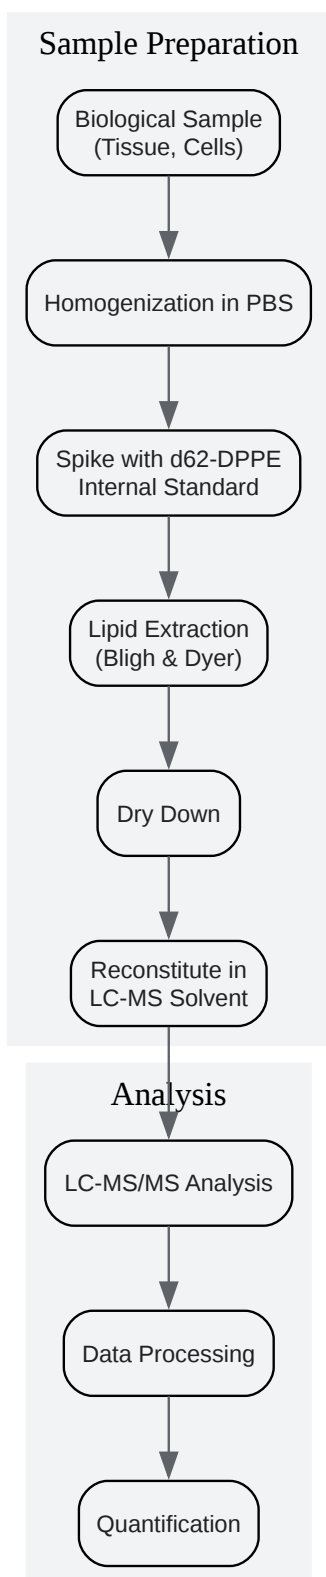 Sample Preparation
Biological Sample
(Tissue, Cells)
Homogenization in PBS
Spike with d62-DPPE
Internal Standard
Lipid Extraction
(Bligh & Dyer)
Dry Down
Reconstitute in
LC-MS Solvent
Analysis
LC-MS/MS Analysis
Data Processing
Quantification